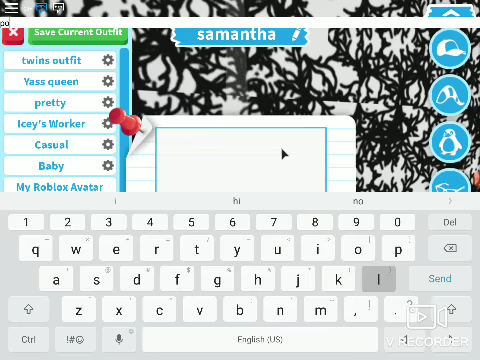 po
Save Current Outfit
samantha
twins outfit
Yass queen
pretty
Icey's Worker
Casual
Baby
My Roblox Avatar
i hi no
1 2 3 4 5 6 7 8 9 0 Del
q w e r t y u i o p
a s d f g h j k l Send
z x c v b n m , ! . ?
Ctrl !#☺ English (US)
V RECORDER